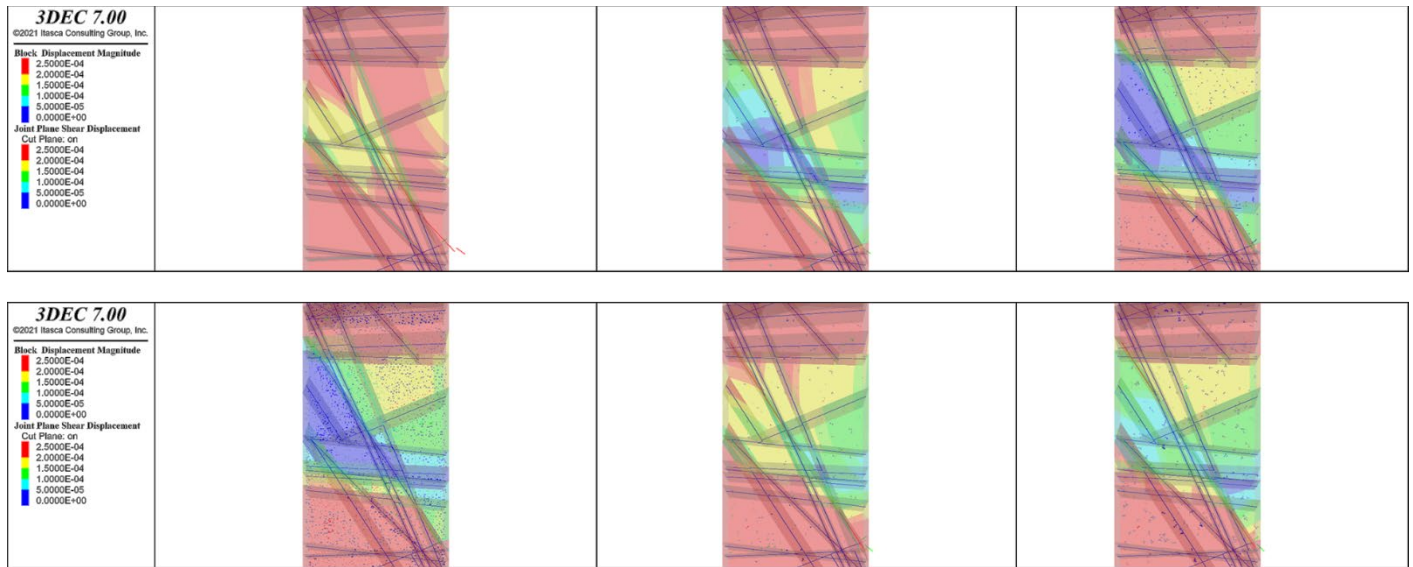 3DEC 7.00
©2021 Itasca Consulting Group, Inc.
Block Displacement Magnitude
2.5000E-04
2.0000E-04
1.5000E-04
1.0000E-04
5.0000E-05
0.0000E+00
Joint Plane Shear Displacement
Cut Plane: on
2.5000E-04
2.0000E-04
1.5000E-04
1.0000E-04
5.0000E-05
0.0000E+00
3DEC 7.00
©2021 Itasca Consulting Group, Inc.
Block Displacement Magnitude
2.5000E-04
2.0000E-04
1.5000E-04
1.0000E-04
5.0000E-05
0.0000E+00
Joint Plane Shear Displacement
Cut Plane: on
2.5000E-04
2.0000E-04
1.5000E-04
1.0000E-04
5.0000E-05
0.0000E+00